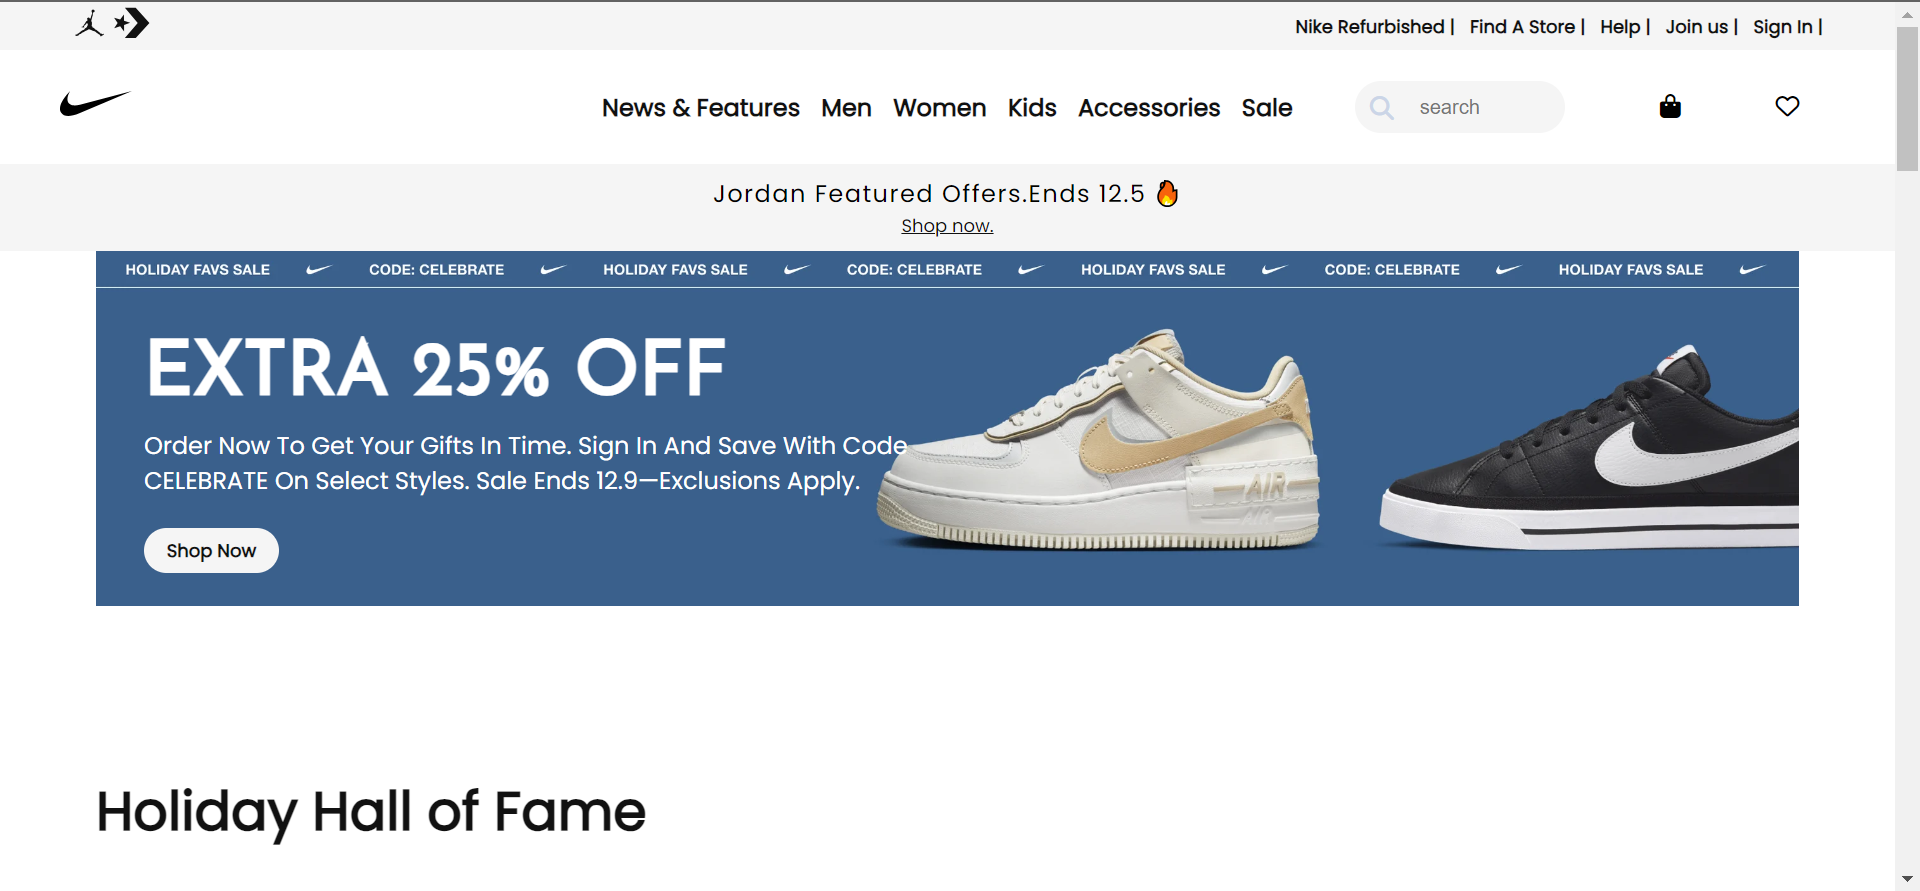 Nike Refurbished | Find A Store | Help | Join us | Sign In |
News & Features Men Women Kids Accessories Sale search
Jordan Featured Offers.Ends 12.5 🔥
Shop now.
HOLIDAY FAVS SALE CODE: CELEBRATE HOLIDAY FAVS SALE CODE: CELEBRATE HOLIDAY FAVS SALE CODE: CELEBRATE HOLIDAY FAVS SALE
EXTRA 25% OFF
Order Now To Get Your Gifts In Time. Sign In And Save With Code
CELEBRATE On Select Styles. Sale Ends 12.9—Exclusions Apply.
AIR
AIR
Shop Now
Holiday Hall of Fame